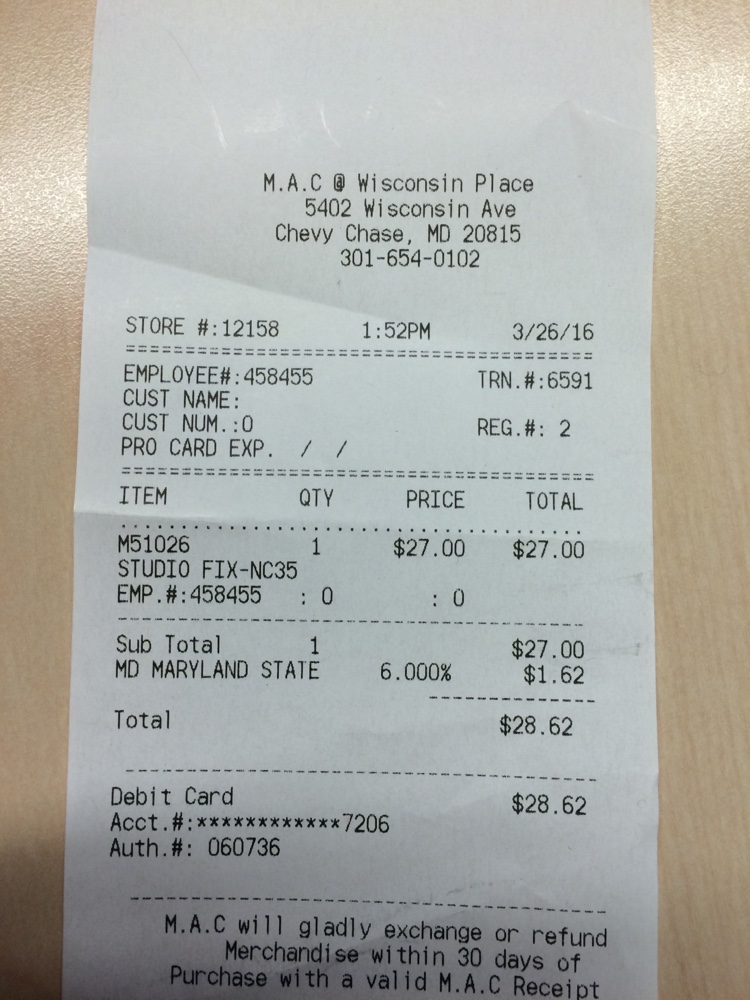 M.A.C @ Wisconsin Place
5402 Wisconsin Ave
Chevy Chase, MD 20815
301-654-0102
STORE #:12158 1:52PM 3/26/16
========================================
EMPLOYEE#:458455 TRN.#:6591
CUST NAME:
CUST NUM.:0 REG.#: 2
PRO CARD EXP. / /
========================================
ITEM QTY PRICE TOTAL
........................................
M51026 1 $27.00 $27.00
STUDIO FIX-NC35
EMP.#:458455 : 0 : 0
----------------------------------------
Sub Total 1 $27.00
MD MARYLAND STATE 6.000% $1.62
------------
Total $28.62
----------------------------------------
Debit Card $28.62
Acct.#:************7206
Auth.#: 060736
----------------------------------------
M.A.C will gladly exchange or refund
Merchandise within 30 days of
Purchase with a valid M.A.C Receipt